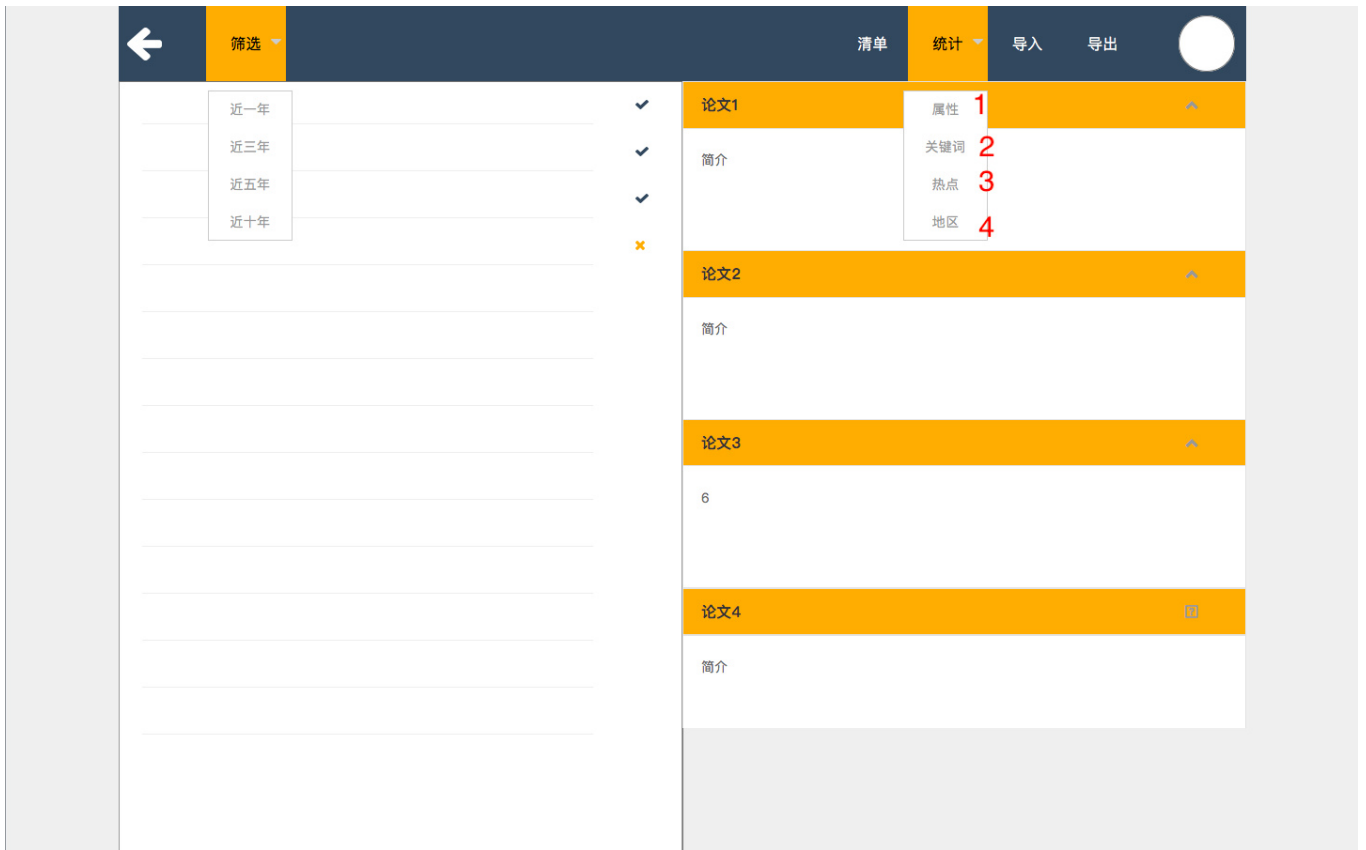 筛选 清单 统计 导入 导出
近一年
近三年
近五年
近十年
论文1
属性 1
关键词 2
简介
热点 3
地区 4
论文2
简介
论文3
6
论文4
?
简介